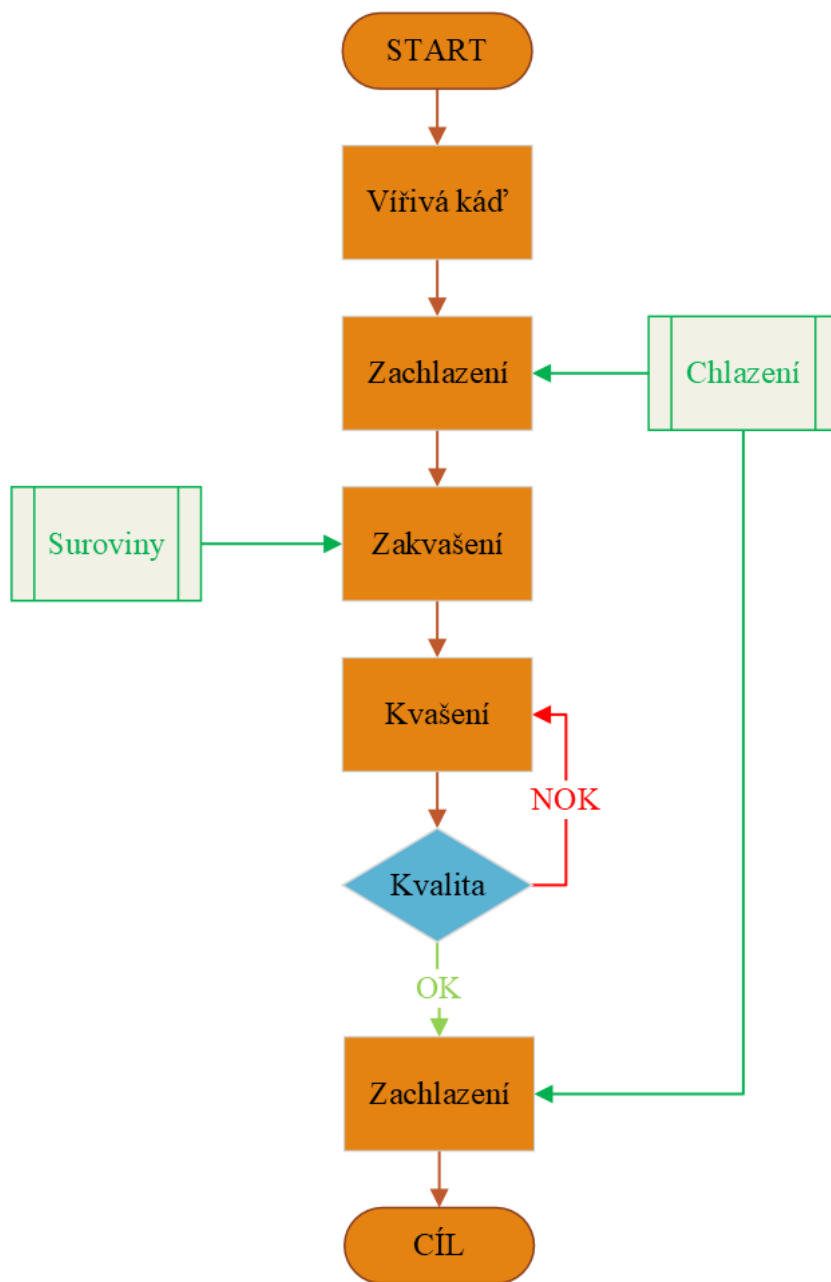 START
Vířivá káď
Zachlazení
Chlazení
Suroviny
Zakvašení
Kvašení
NOK
Kvalita
OK
Zachlazení
CÍL